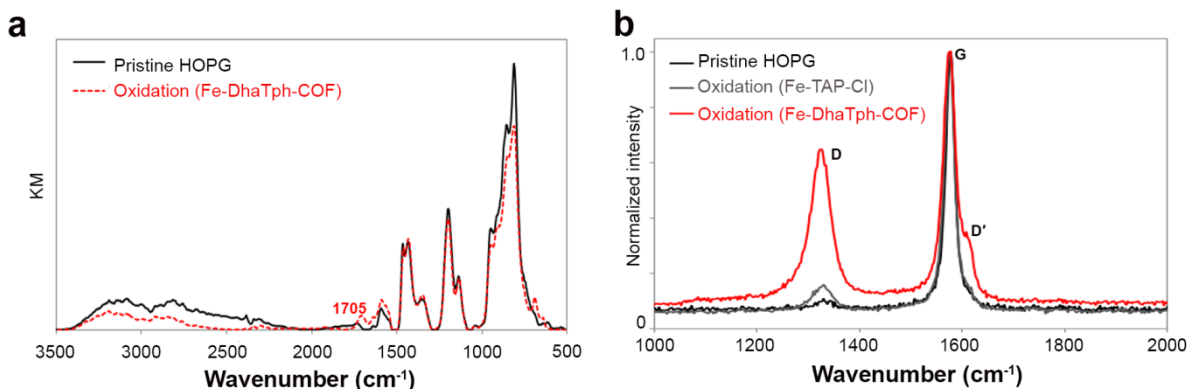 a
Pristine HOPG
Oxidation (Fe-DhaTph-COF)
KM
1705
3500 3000 2500 2000 1500 1000 500
Wavenumber (cm⁻¹)
b
1.0
Pristine HOPG
Oxidation (Fe-TAP-Cl)
Oxidation (Fe-DhaTph-COF)
G
D
D′
Normalized intensity
0
1000 1200 1400 1600 1800 2000
Wavenumber (cm⁻¹)